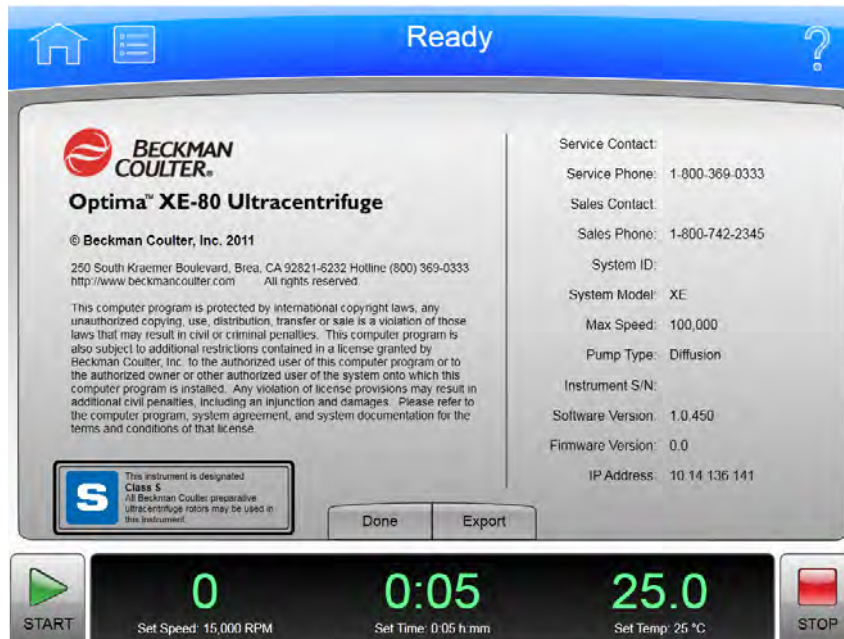 Ready
BECKMAN
COULTER®
Optima™ XE-80 Ultracentrifuge
© Beckman Coulter, Inc. 2011
250 South Kraemer Boulevard, Brea, CA 92821-6232 Hotline (800) 369-0333
http://www.beckmancoulter.com All rights reserved.
This computer program is protected by international copyright laws, any
unauthorized copying, use, distribution, transfer or sale is a violation of those
laws that may result in civil or criminal penalties. This computer program is
also subject to additional restrictions contained in a license granted by
Beckman Coulter, Inc. to the authorized user of this computer program or to
the authorized owner or other authorized user of the system onto which this
computer program is installed. Any violation of license provisions may result in
additional civil penalties, including an injunction and damages. Please refer to
the computer program, system agreement, and system documentation for the
terms and conditions of that license.
S
This instrument is designated
Class S
All Beckman Coulter preparative
ultracentrifuge rotors may be used in
this instrument.
Service Contact:
Service Phone: 1-800-369-0333
Sales Contact:
Sales Phone: 1-800-742-2345
System ID:
System Model: XE
Max Speed: 100,000
Pump Type: Diffusion
Instrument S/N:
Software Version: 1.0.450
Firmware Version: 0.0
IP Address: 10.14.136.141
Done Export
START
0
Set Speed: 15,000 RPM
0:05
Set Time: 0:05 h:mm
25.0
Set Temp: 25 °C
STOP